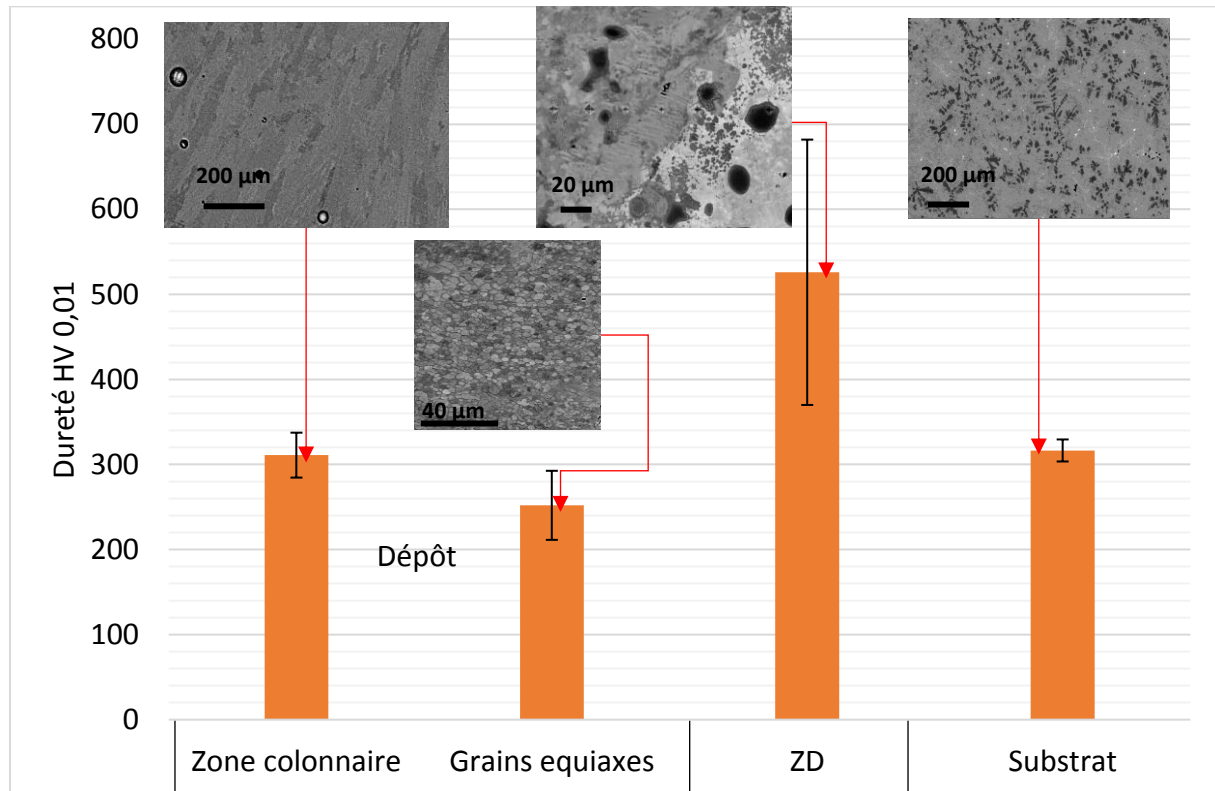 Dureté HV 0,01
800
700
600
500
400
300
200
100
0
200 µm
20 µm
200 µm
40 µm
Dépôt
Zone colonnaire
Grains equiaxes
ZD
Substrat